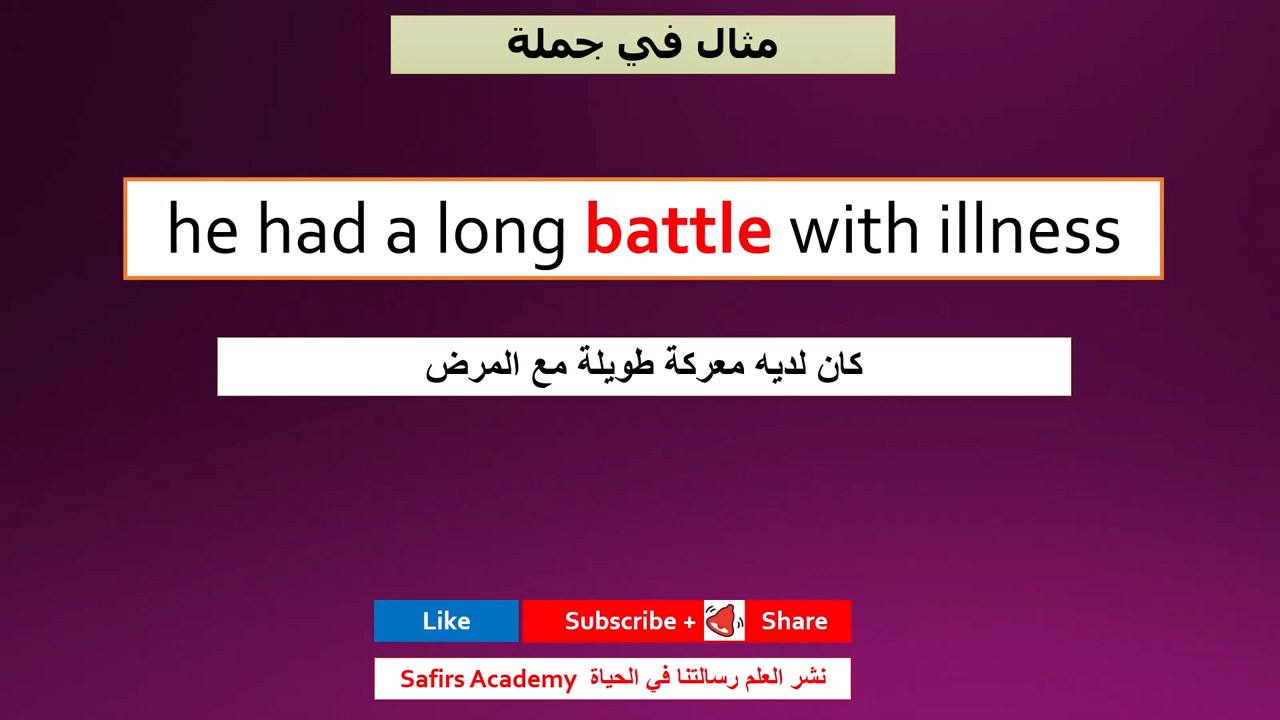 مثال في جملة
he had a long battle with illness
كان لديه معركة طويلة مع المرض
Like Subscribe + Share
Safirs Academy نشر العلم رسالتنا في الحياة